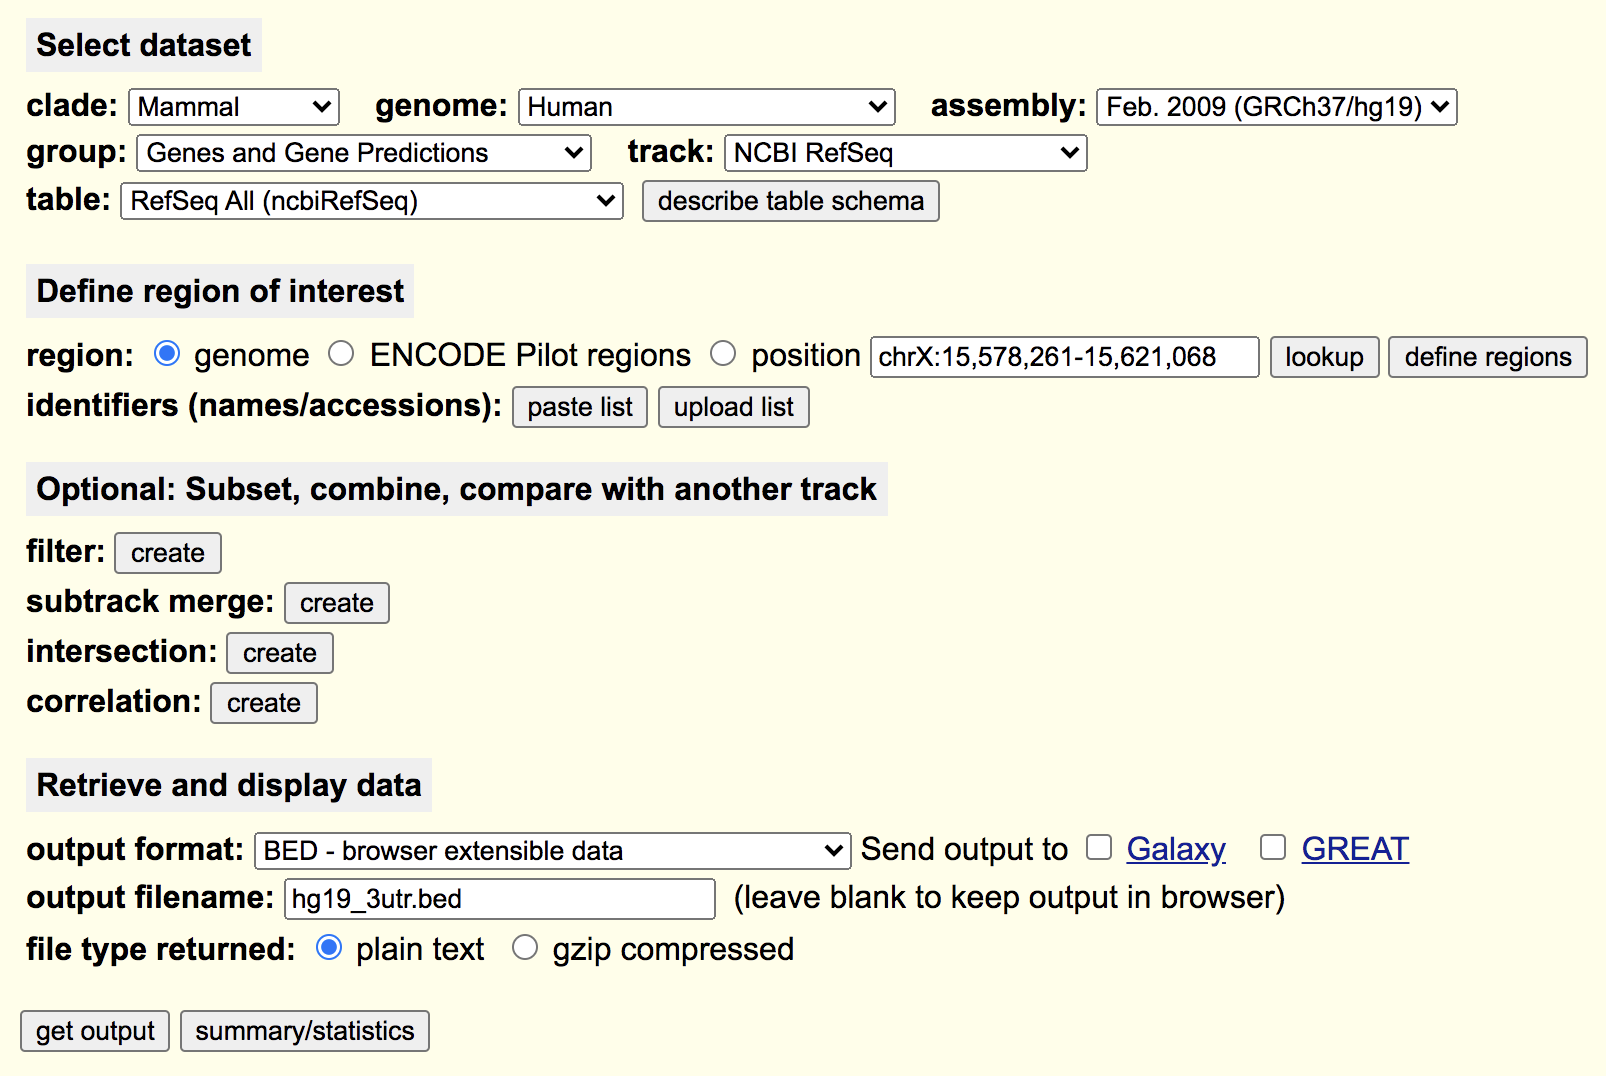 Select dataset
clade: Mammal genome: Human assembly: Feb. 2009 (GRCh37/hg19)
group: Genes and Gene Predictions track: NCBI RefSeq
table: RefSeq All (ncbiRefSeq) describe table schema
Define region of interest
region: genome ENCODE Pilot regions position chrX:15,578,261-15,621,068 lookup define regions
identifiers (names/accessions): paste list upload list
Optional: Subset, combine, compare with another track
filter: create
subtrack merge: create
intersection: create
correlation: create
Retrieve and display data
output format: BED - browser extensible data Send output to Galaxy GREAT
output filename: hg19_3utr.bed (leave blank to keep output in browser)
file type returned: plain text gzip compressed
get output summary/statistics